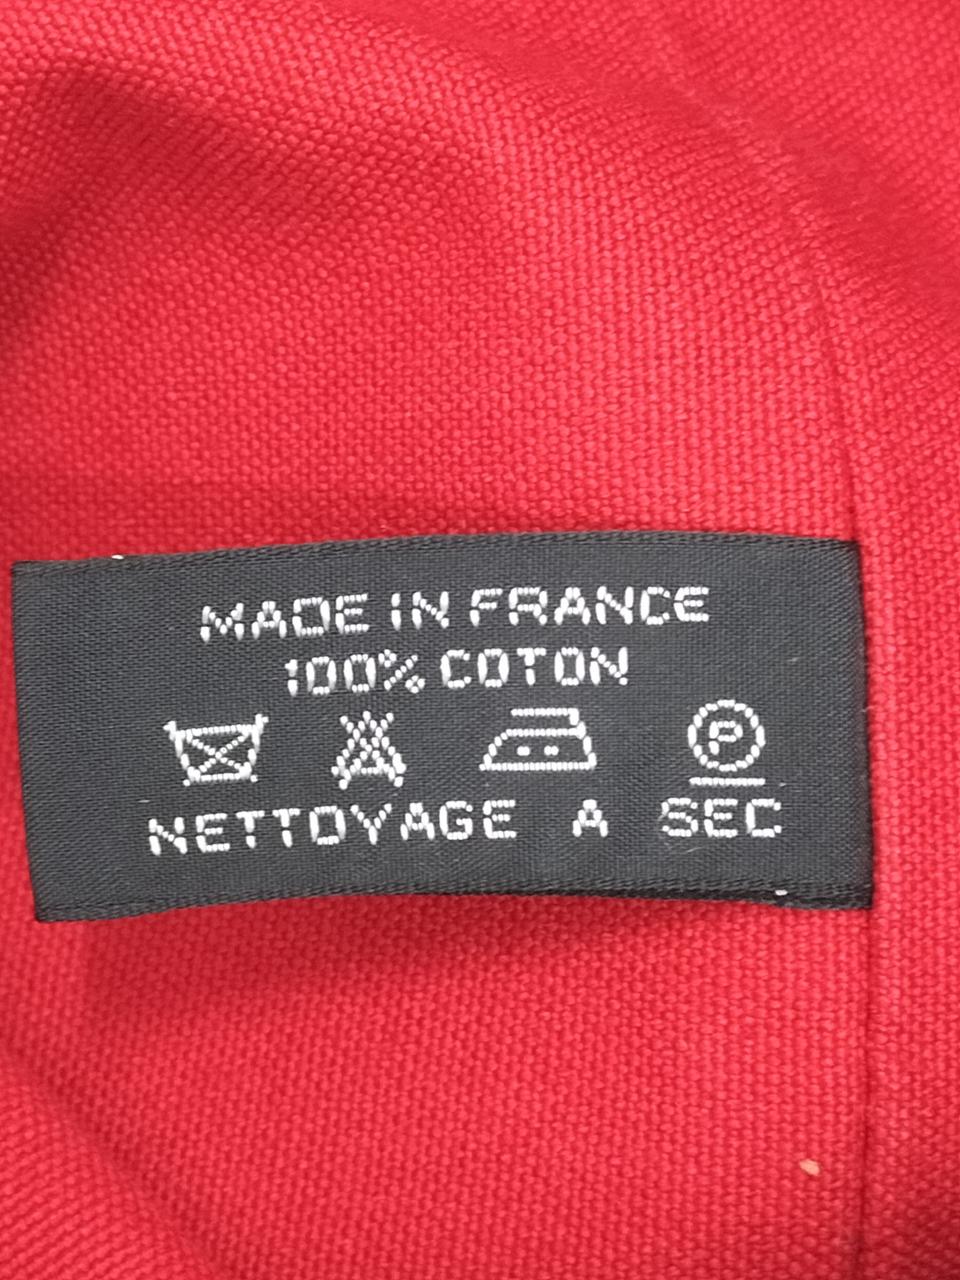 MADE IN FRANCE
100% COTON
P
NETTOYAGE A SEC